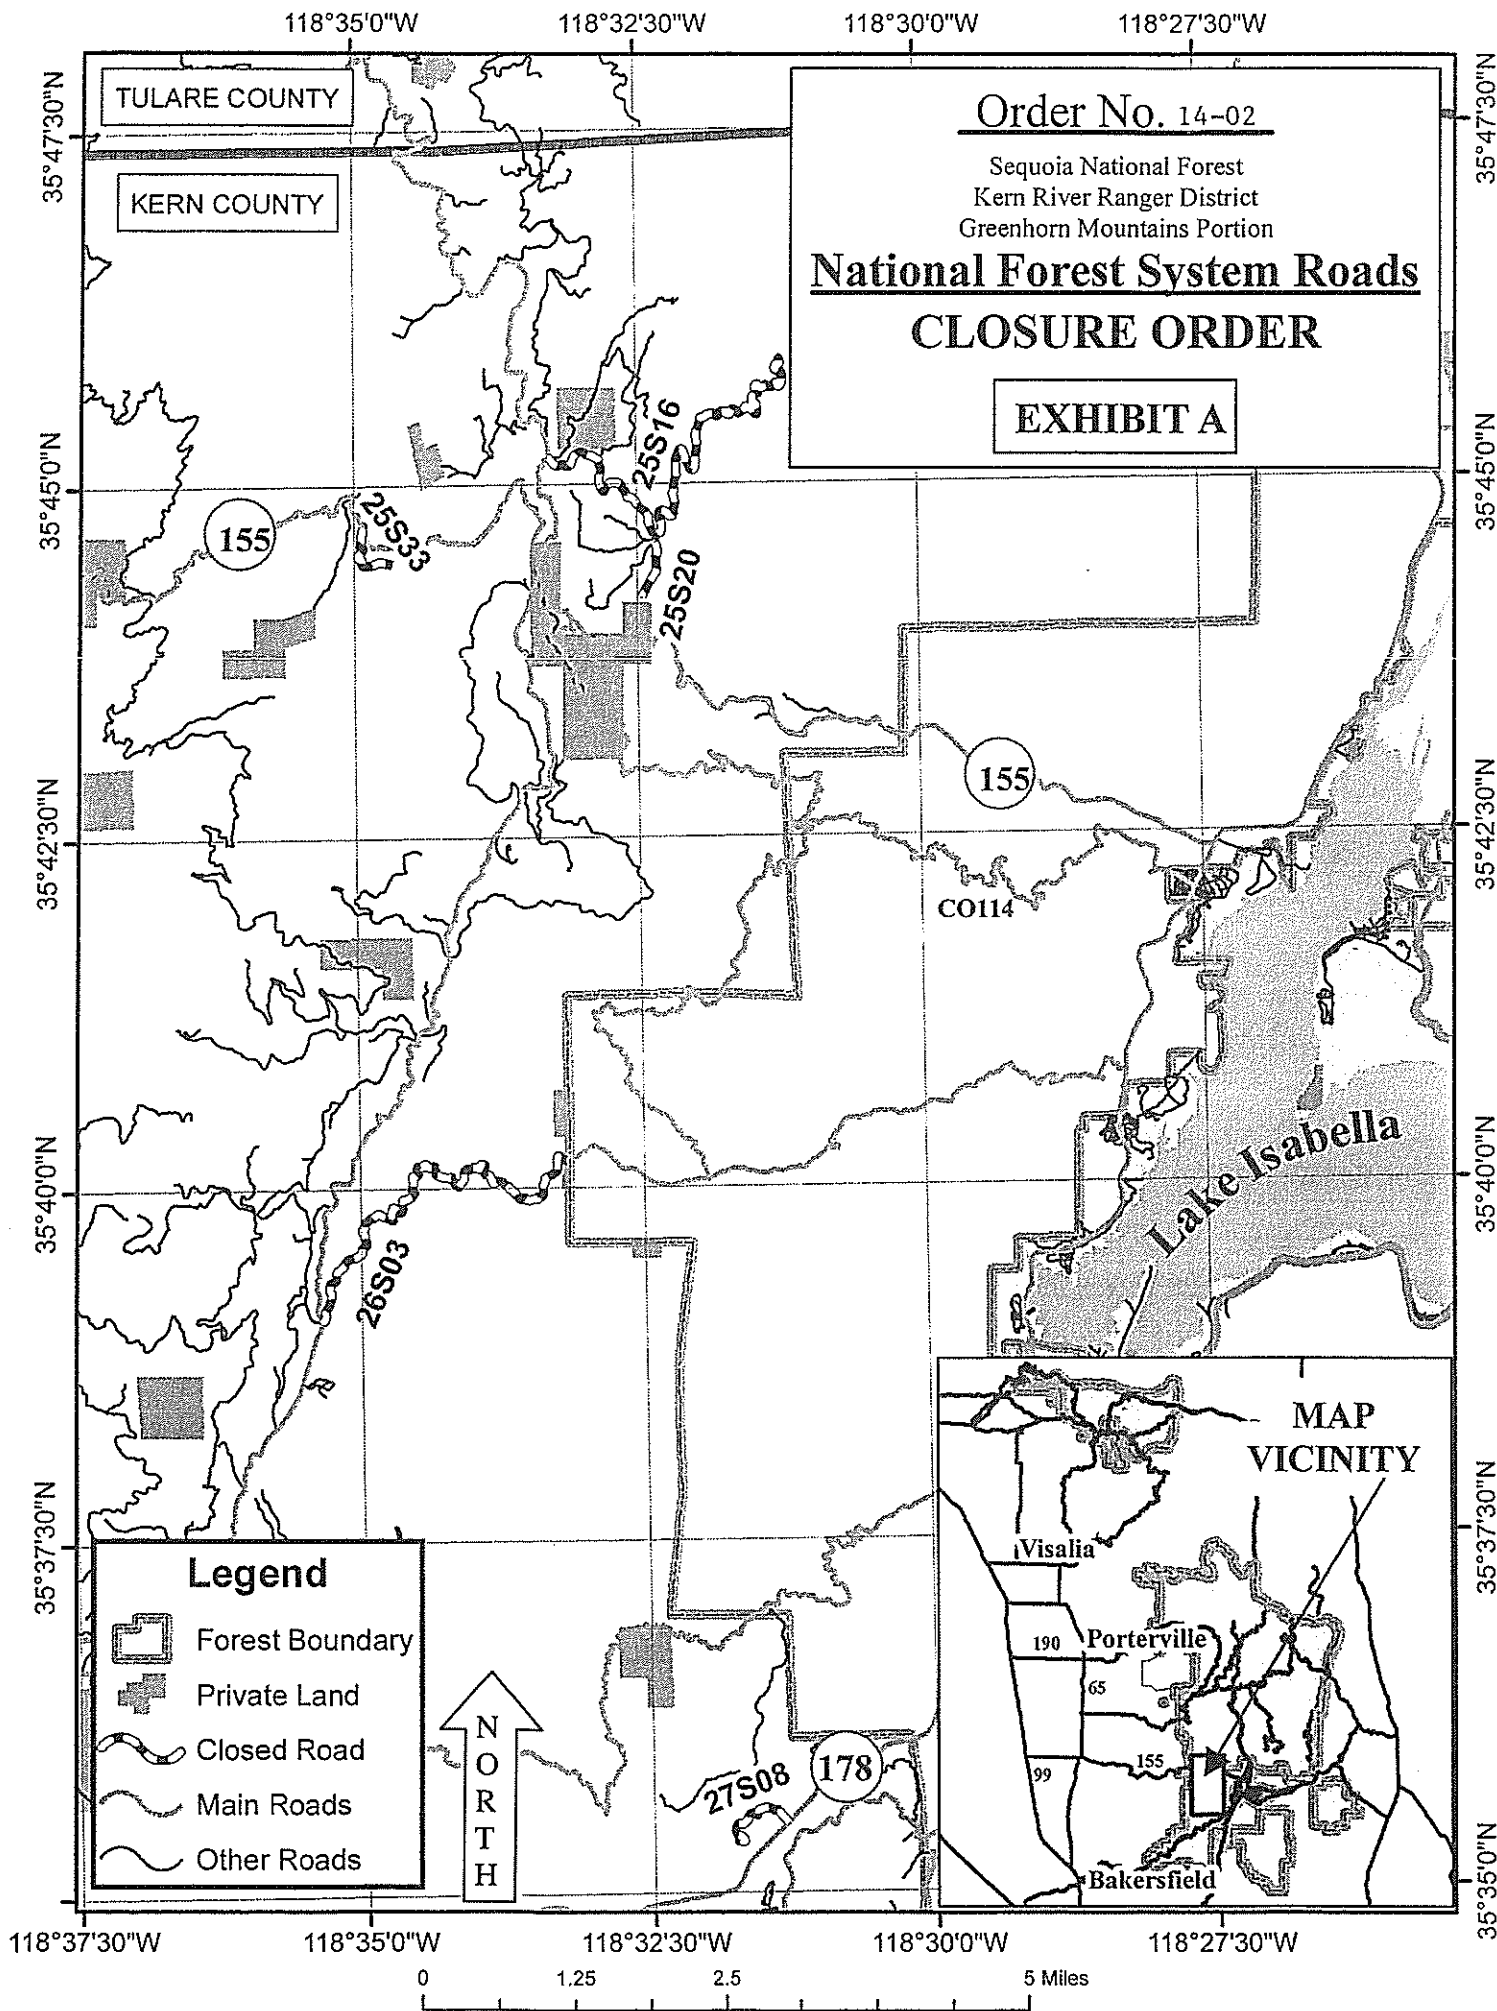 118°35'0"W
118°32'30"W
118°30'0"W
118°27'30"W
35°47'30"N
35°47'30"N
TULARE COUNTY
KERN COUNTY
Order No. 14-02
Sequoia National Forest
Kern River Ranger District
Greenhorn Mountains Portion
National Forest System Roads
CLOSURE ORDER
EXHIBIT A
35°45'0"N
35°45'0"N
155
25S33
25S16
25S20
155
35°42'30"N
35°42'30"N
CO114
Lake Isabella
35°40'0"N
35°40'0"N
26S03
35°37'30"N
35°37'30"N
Legend
Forest Boundary
Private Land
Closed Road
Main Roads
Other Roads
NORTH
27S08
178
MAP
VICINITY
Visalia
190
Porterville
65
155
99
Bakersfield
35°5'0"N
118°37'30"W
118°35'0"W
118°32'30"W
118°30'0"W
118°27'30"W
0
1.25
2.5
5 Miles